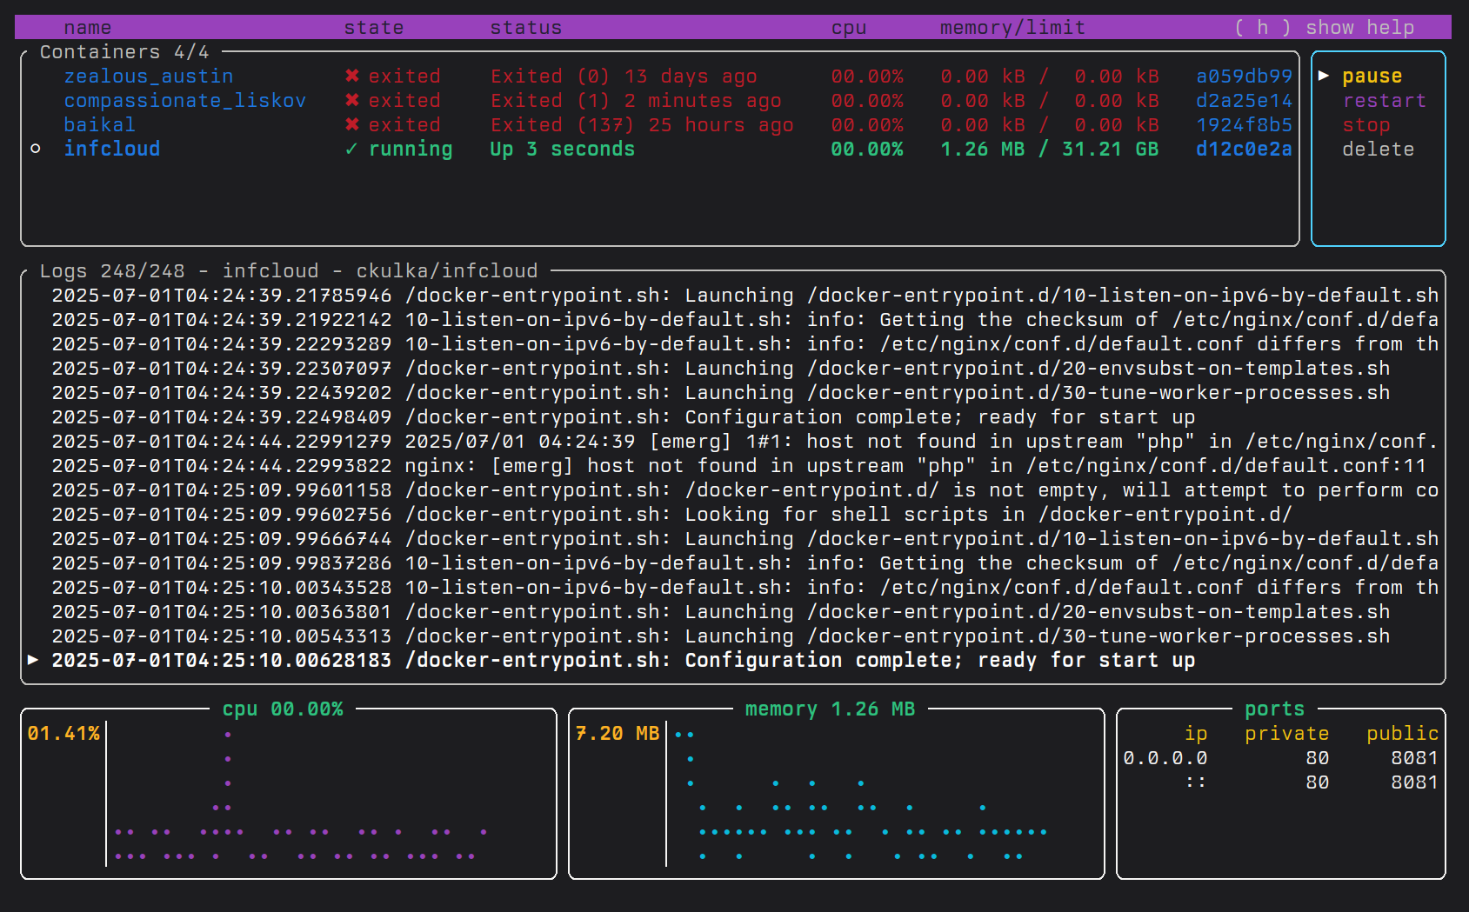 name state status cpu memory/limit ( h ) show help
Containers 4/4
zealous_austin ✖ exited Exited (0) 13 days ago 00.00% 0.00 kB / 0.00 kB a059db99
compassionate_liskov ✖ exited Exited (1) 2 minutes ago 00.00% 0.00 kB / 0.00 kB d2a25e14
baikal ✖ exited Exited (137) 25 hours ago 00.00% 0.00 kB / 0.00 kB 1924f8b5
infcloud ✓ running Up 3 seconds 00.00% 1.26 MB / 31.21 GB d12c0e2a
▶ pause
restart
stop
delete
Logs 248/248 - infcloud - ckulka/infcloud
2025-07-01T04:24:39.21785946 /docker-entrypoint.sh: Launching /docker-entrypoint.d/10-listen-on-ipv6-by-default.sh
2025-07-01T04:24:39.21922142 10-listen-on-ipv6-by-default.sh: info: Getting the checksum of /etc/nginx/conf.d/defa
2025-07-01T04:24:39.22293289 10-listen-on-ipv6-by-default.sh: info: /etc/nginx/conf.d/default.conf differs from th
2025-07-01T04:24:39.22307097 /docker-entrypoint.sh: Launching /docker-entrypoint.d/20-envsubst-on-templates.sh
2025-07-01T04:24:39.22439202 /docker-entrypoint.sh: Launching /docker-entrypoint.d/30-tune-worker-processes.sh
2025-07-01T04:24:39.22498409 /docker-entrypoint.sh: Configuration complete; ready for start up
2025-07-01T04:24:44.22991279 2025/07/01 04:24:39 [emerg] 1#1: host not found in upstream "php" in /etc/nginx/conf.
2025-07-01T04:24:44.22993822 nginx: [emerg] host not found in upstream "php" in /etc/nginx/conf.d/default.conf:11
2025-07-01T04:25:09.99601158 /docker-entrypoint.sh: /docker-entrypoint.d/ is not empty, will attempt to perform co
2025-07-01T04:25:09.99602756 /docker-entrypoint.sh: Looking for shell scripts in /docker-entrypoint.d/
2025-07-01T04:25:09.99666744 /docker-entrypoint.sh: Launching /docker-entrypoint.d/10-listen-on-ipv6-by-default.sh
2025-07-01T04:25:09.99837286 10-listen-on-ipv6-by-default.sh: info: Getting the checksum of /etc/nginx/conf.d/defa
2025-07-01T04:25:10.00343528 10-listen-on-ipv6-by-default.sh: info: /etc/nginx/conf.d/default.conf differs from th
2025-07-01T04:25:10.00363801 /docker-entrypoint.sh: Launching /docker-entrypoint.d/20-envsubst-on-templates.sh
2025-07-01T04:25:10.00543313 /docker-entrypoint.sh: Launching /docker-entrypoint.d/30-tune-worker-processes.sh
▶ 2025-07-01T04:25:10.00628183 /docker-entrypoint.sh: Configuration complete; ready for start up
cpu 00.00%
01.41%
memory 1.26 MB
7.20 MB
ports
ip private public
0.0.0.0 80 8081
:: 80 8081